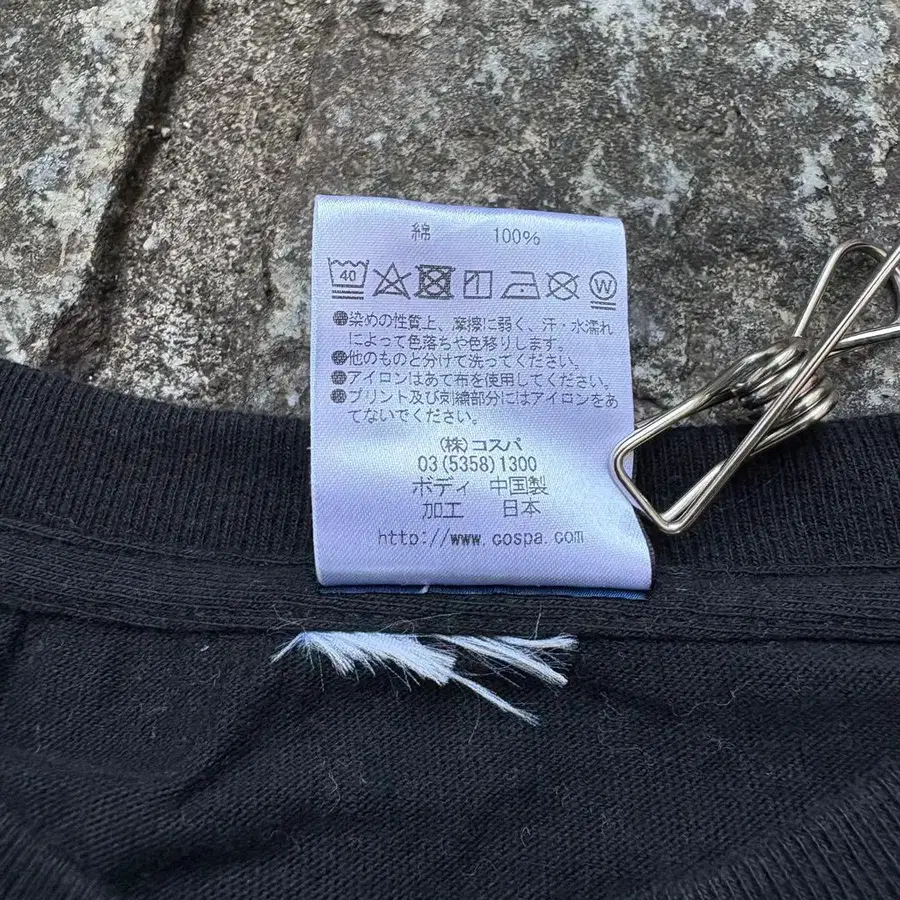 綿 100%
40 W
●染めの性質上、摩擦に弱く、汗・水濡れ
によって色落ちや色移りします。
●他のものと分けて洗ってください。
●アイロンはあて布を使用してください。
●プリント及び刺繍部分にはアイロンをあ
てないでください。
(株)コスパ
03(5358)1300
ボディ 中国製
加工 日本
http://www.cospa.com